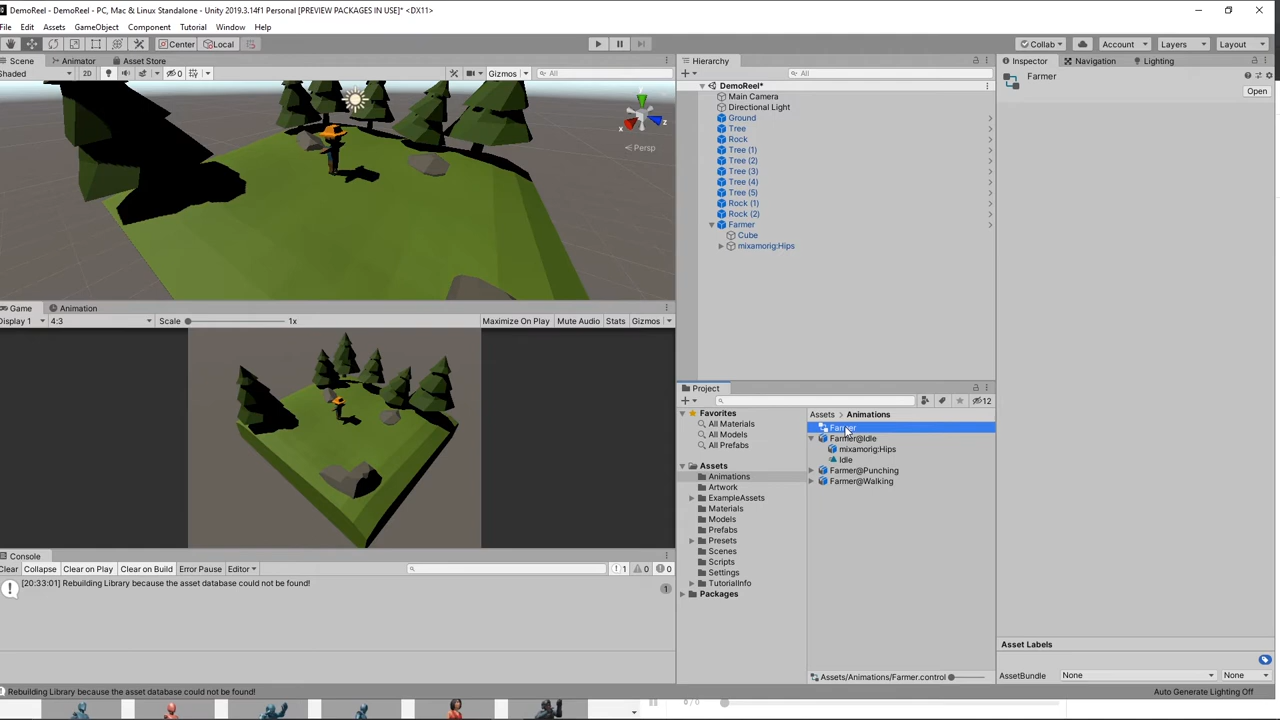 DemoReel - DemoReel - PC, Mac & Linux Standalone - Unity 2019.3.14f1 Personal [PREVIEW PACKAGES IN USE]* <DX11>
File Edit Assets GameObject Component Tutorial Window Help
Center Local Collab Account Layers Layout
Scene Animator Asset Store
Shaded 2D 0 Gizmos All
x z
Persp
Game Animation
Display 1 4:3 Scale 1x Maximize On Play Mute Audio Stats Gizmos
Console
Clear Collapse Clear on Play Clear on Build Error Pause Editor 1 0 0
[20:33:01] Rebuilding Library because the asset database could not be found!
1
Hierarchy
All
DemoReel*
Main Camera
Directional Light
Ground
Tree
Rock
Tree (1)
Tree (2)
Tree (3)
Tree (4)
Tree (5)
Rock (1)
Rock (2)
Farmer
Cube
mixamorig:Hips
Project
12
Favorites
All Materials
All Models
All Prefabs
Assets
Animations
Artwork
ExampleAssets
Materials
Models
Prefabs
Presets
Scenes
Scripts
Settings
TutorialInfo
Packages
Assets > Animations
Farmer
Farmer@Idle
mixamorig:Hips
Idle
Farmer@Punching
Farmer@Walking
Assets/Animations/Farmer.control
Inspector Navigation Lighting
Farmer
Open
Asset Labels
AssetBundle None None
Rebuilding Library because the asset database could not be found!
Auto Generate Lighting Off
0/0